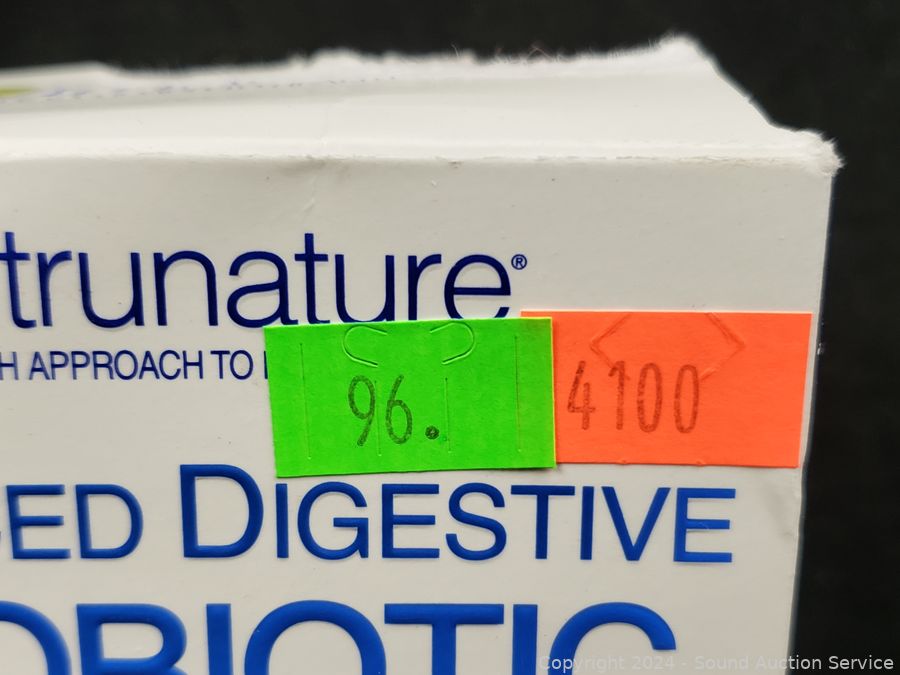 trunature®
H APPROACH TO
96.
4100
CED DIGESTIVE
OBIOTIC
Copyright 2024 - Sound Auction Service